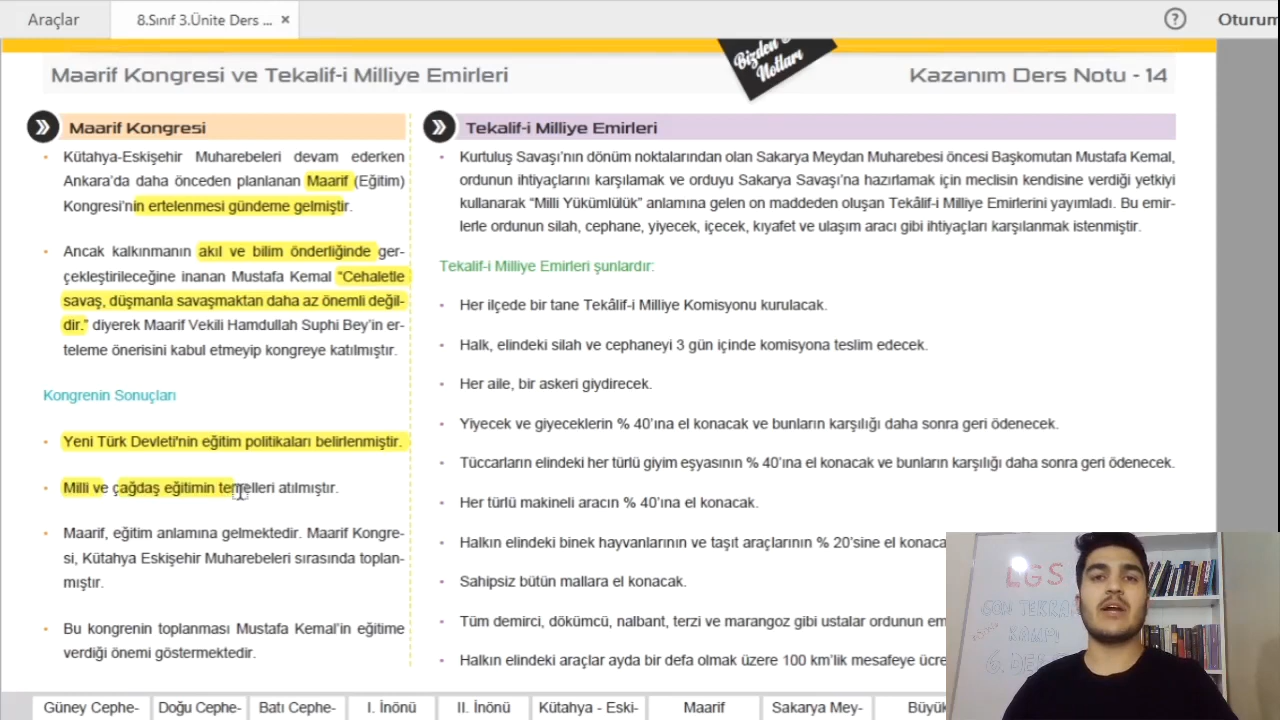 Araçlar
8.Sınıf 3.Ünite Ders ... ×
?
Oturum
Bizden
Notları
Maarif Kongresi ve Tekalif-i Milliye Emirleri
Kazanım Ders Notu - 14
Maarif Kongresi
• Kütahya-Eskişehir Muharebeleri devam ederken
Ankara'da daha önceden planlanan Maarif (Eğitim)
Kongresi'nin ertelenmesi gündeme gelmiştir.
• Ancak kalkınmanın akıl ve bilim önderliğinde ger-
çekleştirileceğine inanan Mustafa Kemal "Cehaletle
savaş, düşmanla savaşmaktan daha az önemli değil-
dir." diyerek Maarif Vekili Hamdullah Suphi Bey'in er-
teleme önerisini kabul etmeyip kongreye katılmıştır.
Kongrenin Sonuçları
• Yeni Türk Devleti'nin eğitim politikaları belirlenmiştir.
• Milli ve çağdaş eğitimin temelleri atılmıştır.
• Maarif, eğitim anlamına gelmektedir. Maarif Kongre-
si, Kütahya Eskişehir Muharebeleri sırasında toplan-
mıştır.
• Bu kongrenin toplanması Mustafa Kemal'in eğitime
verdiği önemi göstermektedir.
Tekalif-i Milliye Emirleri
• Kurtuluş Savaşı'nın dönüm noktalarından olan Sakarya Meydan Muharebesi öncesi Başkomutan Mustafa Kemal,
ordunun ihtiyaçlarını karşılamak ve orduyu Sakarya Savaşı'na hazırlamak için meclisin kendisine verdiği yetkiyi
kullanarak "Milli Yükümlülük" anlamına gelen on maddeden oluşan Tekâlif-i Milliye Emirlerini yayımladı. Bu emir-
lerle ordunun silah, cephane, yiyecek, içecek, kıyafet ve ulaşım aracı gibi ihtiyaçları karşılanmak istenmiştir.
Tekalif-i Milliye Emirleri şunlardır:
• Her ilçede bir tane Tekâlif-i Milliye Komisyonu kurulacak.
• Halk, elindeki silah ve cephaneyi 3 gün içinde komisyona teslim edecek.
• Her aile, bir askeri giydirecek.
• Yiyecek ve giyeceklerin % 40'ına el konacak ve bunların karşılığı daha sonra geri ödenecek.
• Tüccarların elindeki her türlü giyim eşyasının % 40'ına el konacak ve bunların karşılığı daha sonra geri ödenecek.
• Her türlü makineli aracın % 40'ına el konacak.
• Halkın elindeki binek hayvanlarının ve taşıt araçlarının % 20'sine el konaca
• Sahipsiz bütün mallara el konacak.
• Tüm demirci, dökümcü, nalbant, terzi ve marangoz gibi ustalar ordunun em
• Halkın elindeki araçlar ayda bir defa olmak üzere 100 km'lik mesafeye ücre
LGS
SON TEKRAR
KAMPI
6. DE
Güney Cephe-
Doğu Cephe-
Batı Cephe-
I. İnönü
II. İnönü
Kütahya - Eski-
Maarif
Sakarya Mey-
Büyük